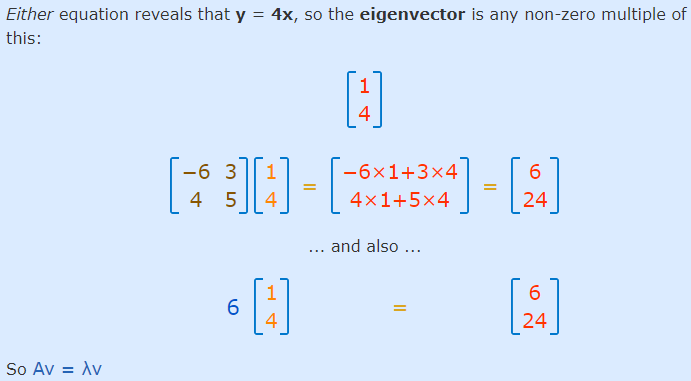 Either equation reveals that y = 4x, so the eigenvector is any non-zero multiple of
this:
1
4
−6 3 1 = −6×1+3×4 = 6
4 5 4 4×1+5×4 24
... and also ...
6 1 = 6
4 24
So Av = λv